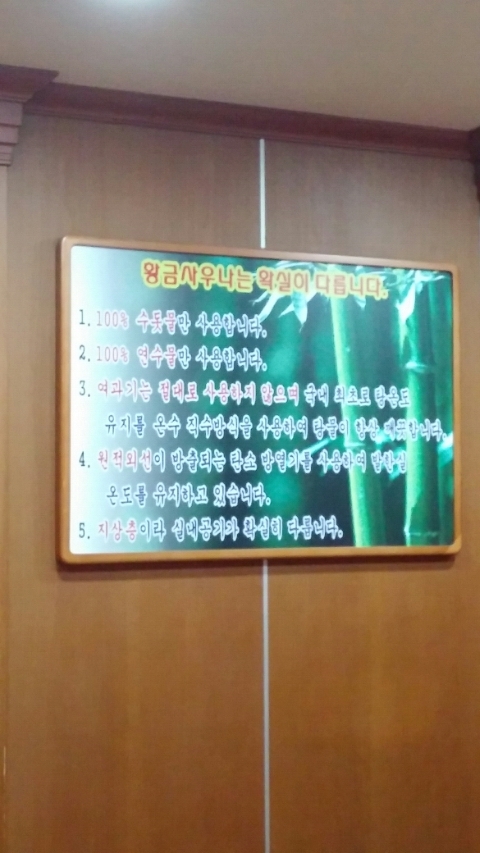 황금사우나는 확실히 다릅니다.
1. 100% 수돗물만 사용합니다.
2. 100% 연수물만 사용합니다.
3. 여과기는 절대로 사용하지 않으며 국내 최초로 탕온도
유지를 온수 직수방식을 사용하여 탕물이 항상 깨끗합니다.
4. 원적외선이 방출되는 탄소 방열기를 사용하여 발한실
온도를 유지하고 있습니다.
5. 지상층이라 실내공기가 확실히 다릅니다.